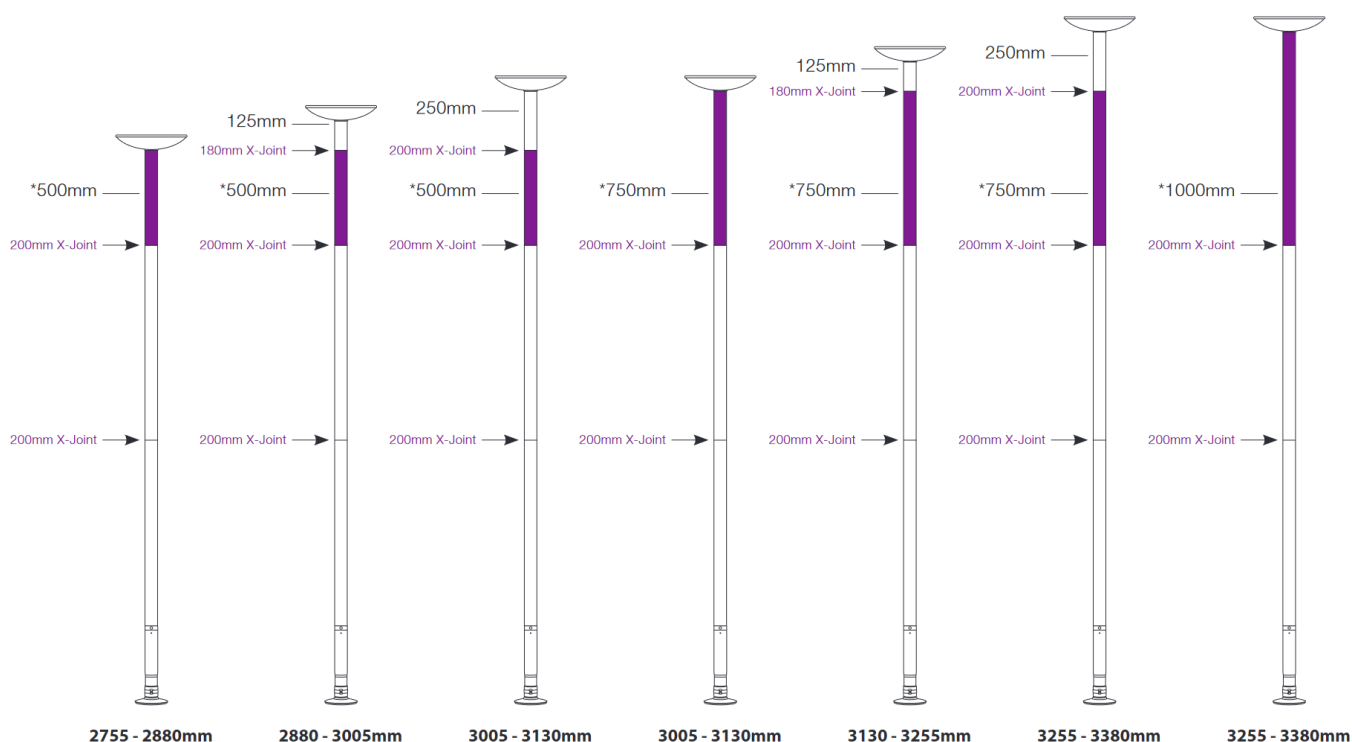 125mm
180mm X-Joint
*500mm
*500mm
200mm X-Joint
200mm X-Joint
200mm X-Joint
200mm X-Joint
2755 - 2880mm
2880 - 3005mm
250mm
200mm X-Joint
*500mm
*750mm
200mm X-Joint
200mm X-Joint
200mm X-Joint
200mm X-Joint
3005 - 3130mm
3005 - 3130mm
125mm
180mm X-Joint
*750mm
200mm X-Joint
200mm X-Joint
3130 - 3255mm
250mm
200mm X-Joint
*750mm
200mm X-Joint
200mm X-Joint
3255 - 3380mm
*1000mm
200mm X-Joint
200mm X-Joint
3255 - 3380mm